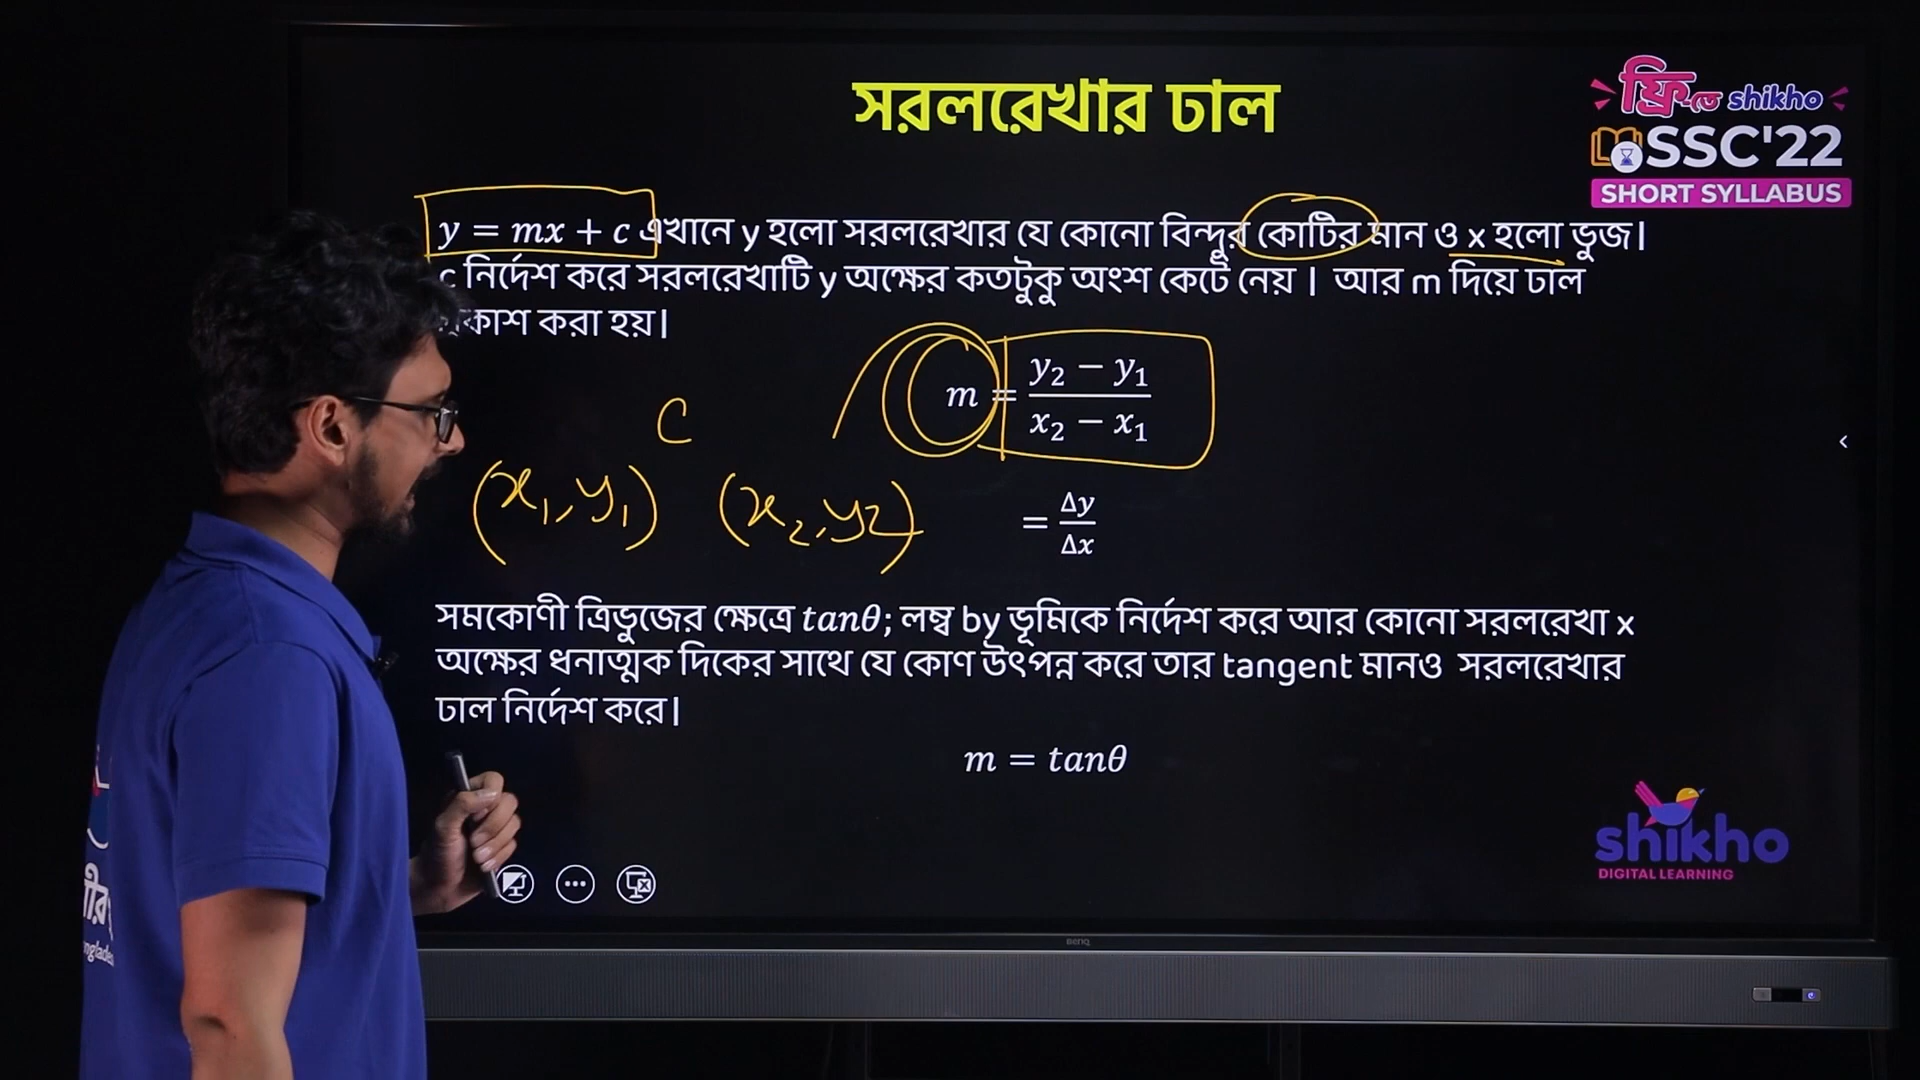 সরলরেখার ঢাল
ফ্রি-তে shikho
SSC'22
SHORT SYLLABUS
y = mx + c এখানে y হলো সরলরেখার যে কোনো বিন্দুর কোটির মান ও x হলো ভুজ।
c নির্দেশ করে সরলরেখাটি y অক্ষের কতটুকু অংশ কেটে নেয়। আর m দিয়ে ঢাল
করা হয়।
m = (y₂ − y₁)/(x₂ − x₁)
C
(x₁, y₁) (x₂, y₂)
= Δy/Δx
সমকোণী ত্রিভুজের ক্ষেত্রে tanθ; লম্ব by ভূমিকে নির্দেশ করে আর কোনো সরলরেখা x
অক্ষের ধনাত্মক দিকের সাথে যে কোণ উৎপন্ন করে তার tangent মানও সরলরেখার
ঢাল নির্দেশ করে।
m = tanθ
shikho
DIGITAL LEARNING
BenQ